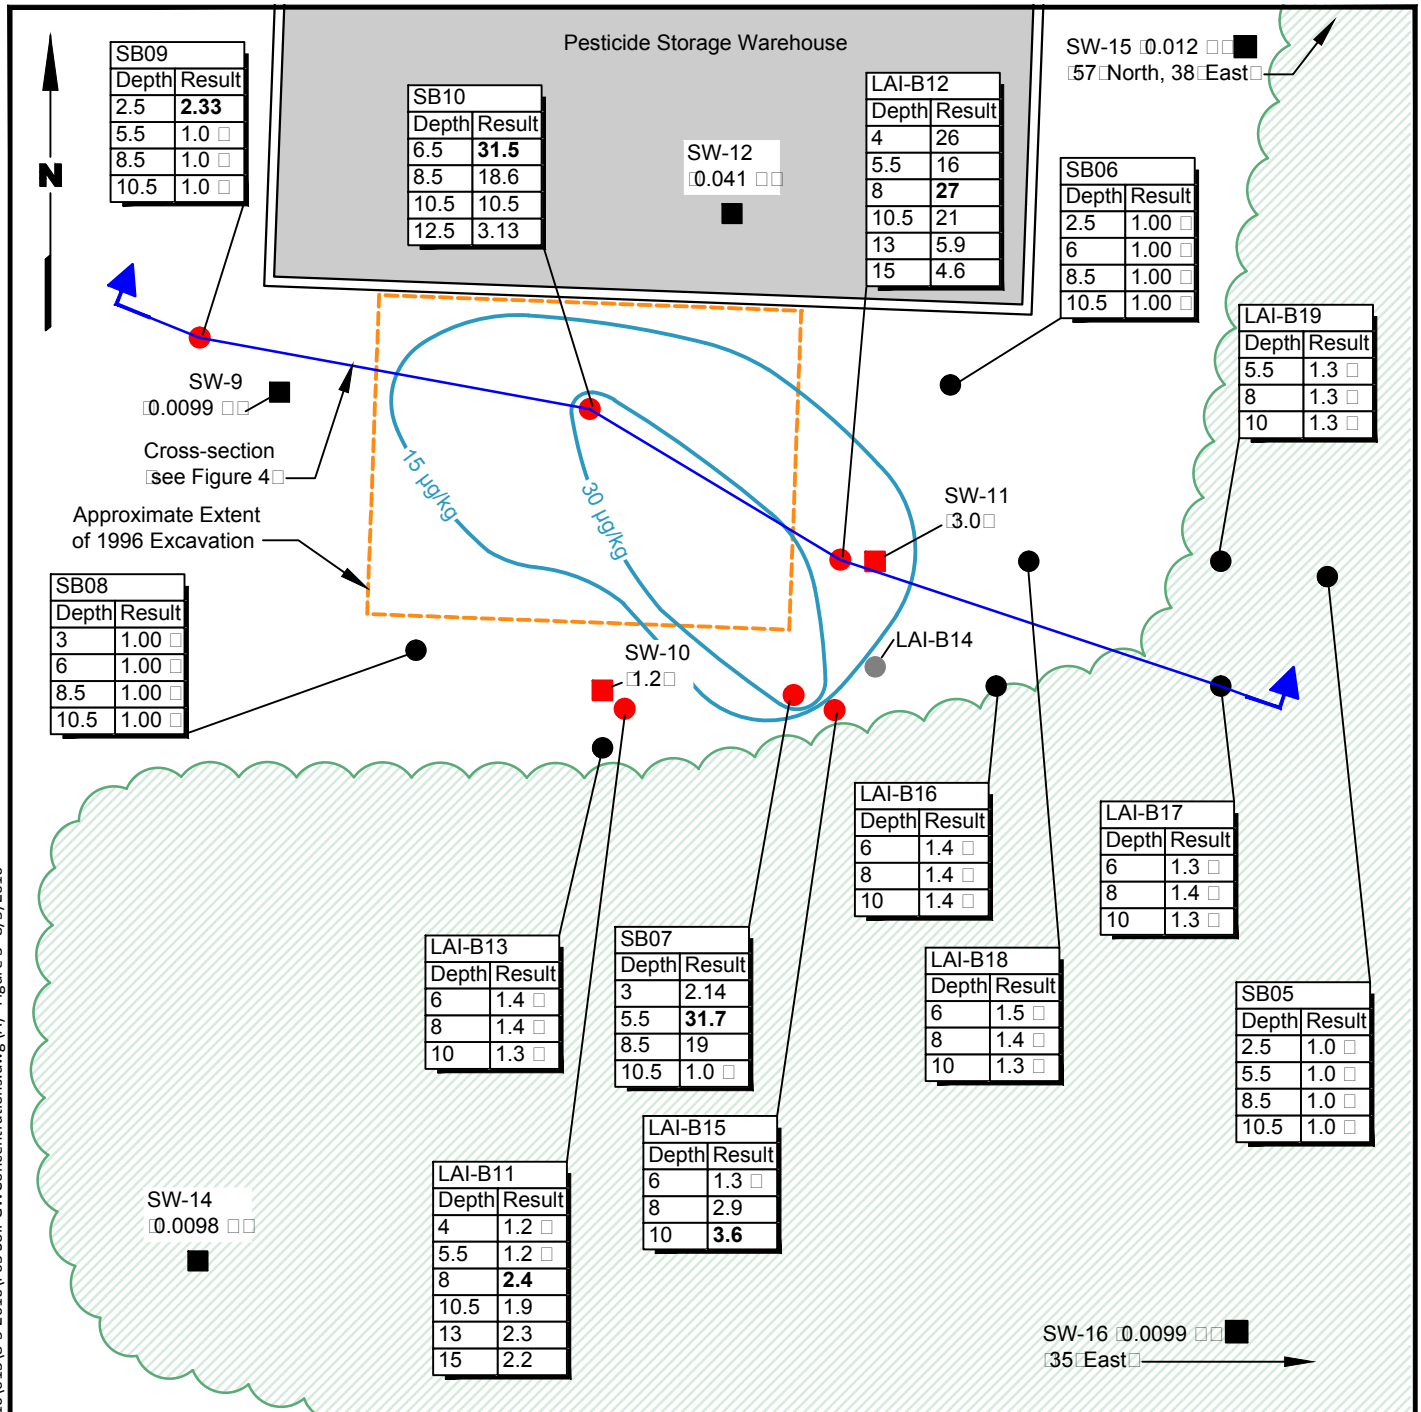 Pesticide Storage Warehouse
SW-15 0.012
57 North, 38 East
SB09
Depth Result
2.5 2.33
5.5 1.0
8.5 1.0
10.5 1.0
SB10
Depth Result
6.5 31.5
8.5 18.6
10.5 10.5
12.5 3.13
SW-12
0.041
LAI-B12
Depth Result
4 26
5.5 16
8 27
10.5 21
13 5.9
15 4.6
SB06
Depth Result
2.5 1.00
6 1.00
8.5 1.00
10.5 1.00
N
LAI-B19
Depth Result
5.5 1.3
8 1.3
10 1.3
SW-9
0.0099
Cross-section
see Figure 4
15 µg/kg
30 µg/kg
SW-11
3.0
Approximate Extent
of 1996 Excavation
SB08
Depth Result
3 1.00
6 1.00
8.5 1.00
10.5 1.00
SW-10
1.2
LAI-B14
LAI-B16
Depth Result
6 1.4
8 1.4
10 1.4
LAI-B17
Depth Result
6 1.3
8 1.4
10 1.3
LAI-B13
Depth Result
6 1.4
8 1.4
10 1.3
SB07
Depth Result
3 2.14
5.5 31.7
8.5 19
10.5 1.0
LAI-B18
Depth Result
6 1.5
8 1.4
10 1.3
SB05
Depth Result
2.5 1.0
5.5 1.0
8.5 1.0
10.5 1.0
LAI-B15
Depth Result
6 1.3
8 2.9
10 3.6
LAI-B11
Depth Result
4 1.2
5.5 1.2
8 2.4
10.5 1.9
13 2.3
15 2.2
SW-14
0.0098
SW-16 0.0099
35 East